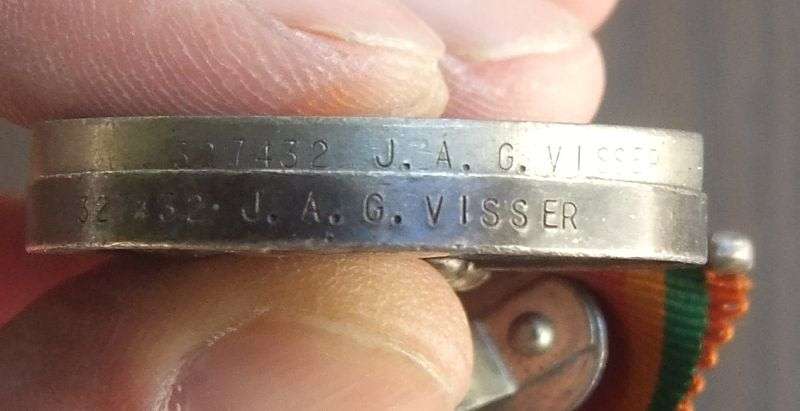 327432 J. A. G. VISSER
J. A. G. VISSER